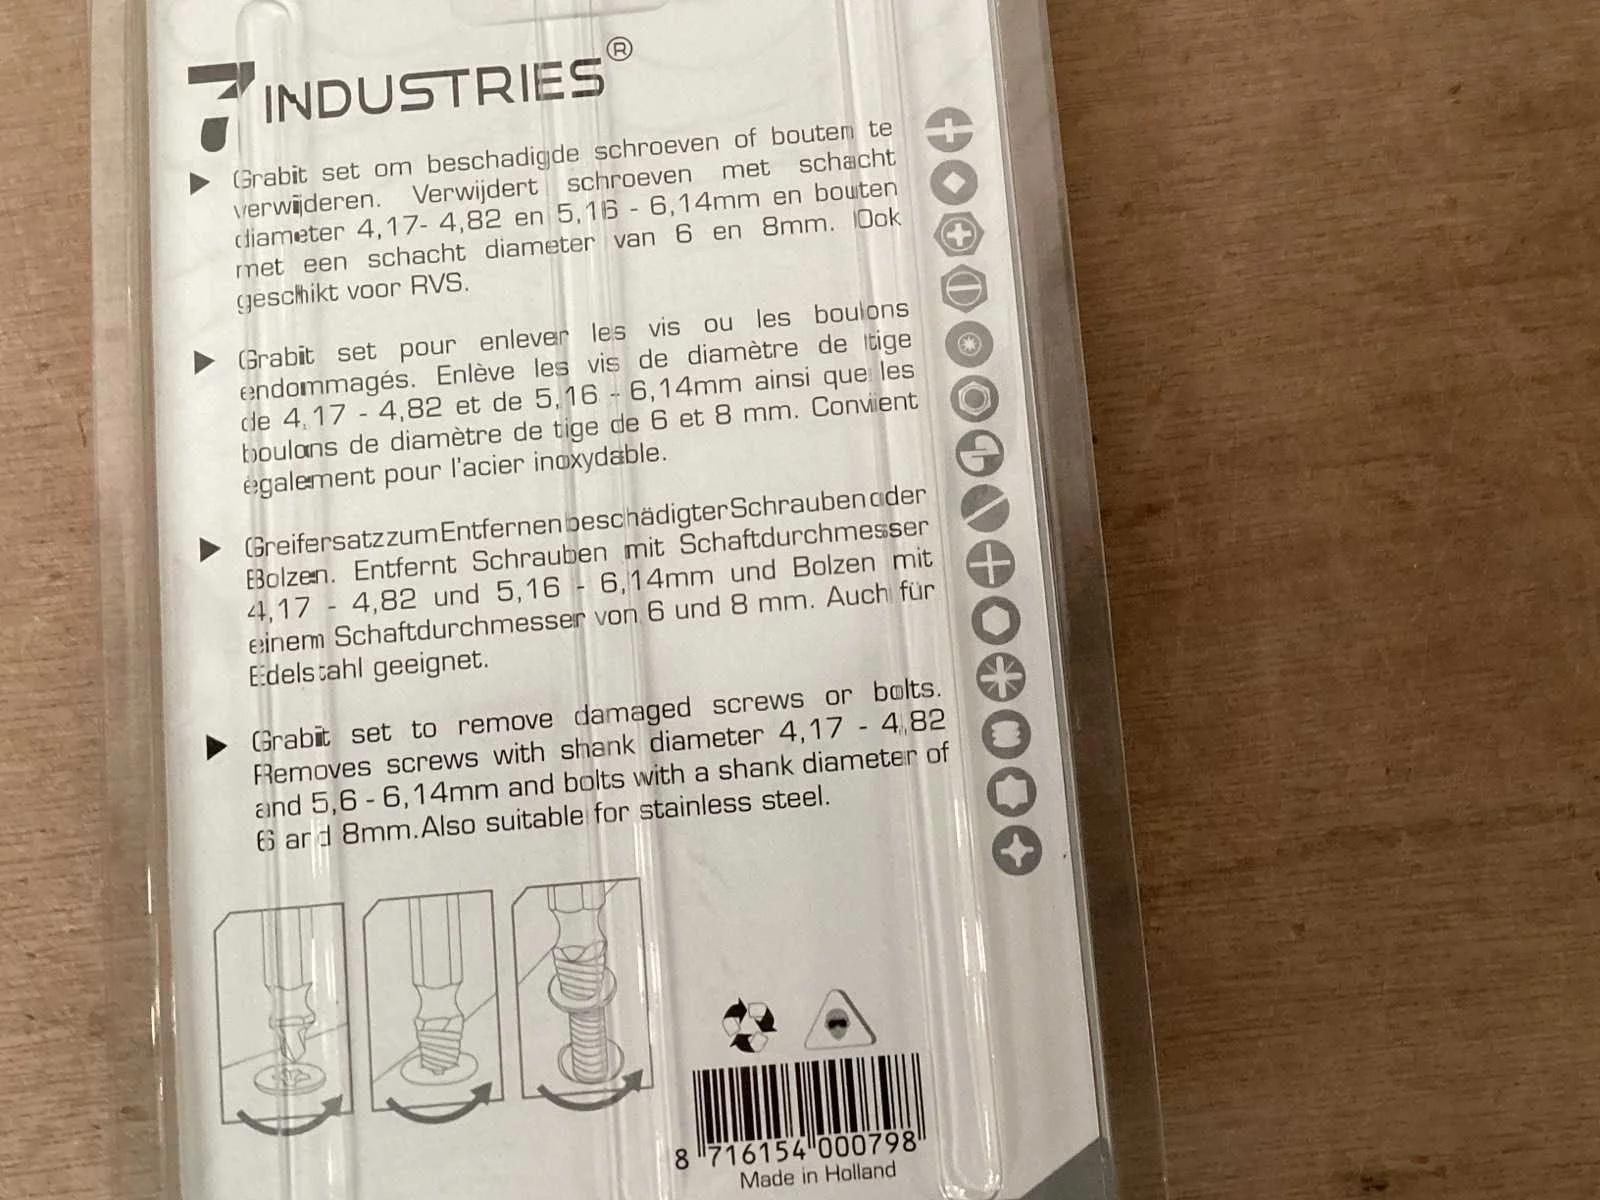 7 INDUSTRIES®
Grabit set om beschadigde schroeven of bouten te
verwijderen. Verwijdert schroeven met schacht
diameter 4,17- 4,82 en 5,16 - 6,14mm en bouten
met een schacht diameter van 6 en 8mm. Ook
geschikt voor RVS.
Grabit set pour enlever les vis ou les boulons
endommagés. Enlève les vis de diamètre de tige
de 4,17 - 4,82 et de 5,16 - 6,14mm ainsi que les
boulons de diamètre de tige de 6 et 8 mm. Convient
également pour l'acier inoxydable.
Greifersatz zum Entfernen beschädigter Schrauben oder
Bolzen. Entfernt Schrauben mit Schaftdurchmesser
4,17 - 4,82 und 5,16 - 6,14mm und Bolzen mit
einem Schaftdurchmesser von 6 und 8 mm. Auch für
Edelstahl geeignet.
Grabit set to remove damaged screws or bolts.
Removes screws with shank diameter 4,17 - 4,82
and 5,6 - 6,14mm and bolts with a shank diameter of
6 and 8mm.Also suitable for stainless steel.
8 716154 000798
Made in Holland